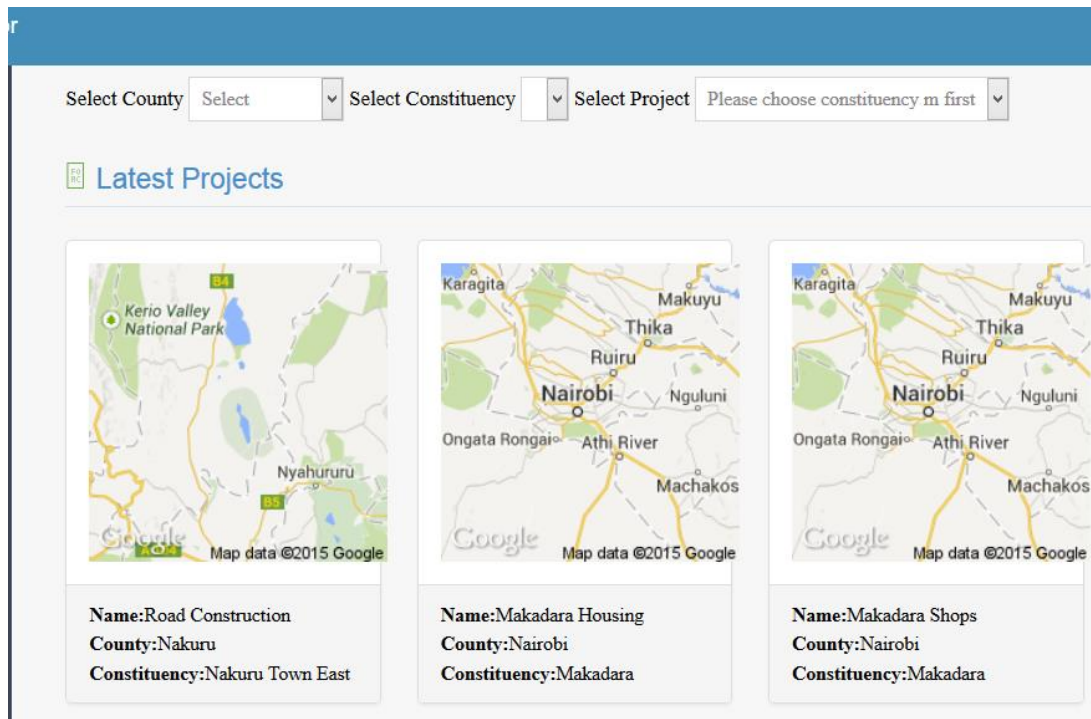 or
Select County Select Select Constituency Select Project Please choose constituency m first
Latest Projects
B4
Kerio Valley
National Park
Nyahururu
B5
Google
Map data ©2015 Google
Name:Road Construction
County:Nakuru
Constituency:Nakuru Town East
Karagita
Makuyu
Thika
Ruiru
Nairobi
Nguluni
Ongata Rongai
Athi River
Machakos
Google
Map data ©2015 Google
Name:Makadara Housing
County:Nairobi
Constituency:Makadara
Karagita
Makuyu
Thika
Ruiru
Nairobi
Nguluni
Ongata Rongai
Athi River
Machakos
Google
Map data ©2015 Google
Name:Makadara Shops
County:Nairobi
Constituency:Makadara